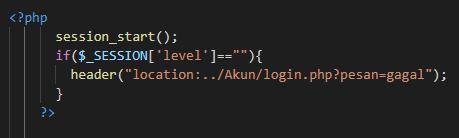 <?php
session_start();
if($_SESSION['level']==""){
header("location:../Akun/login.php?pesan=gagal");
}
?>